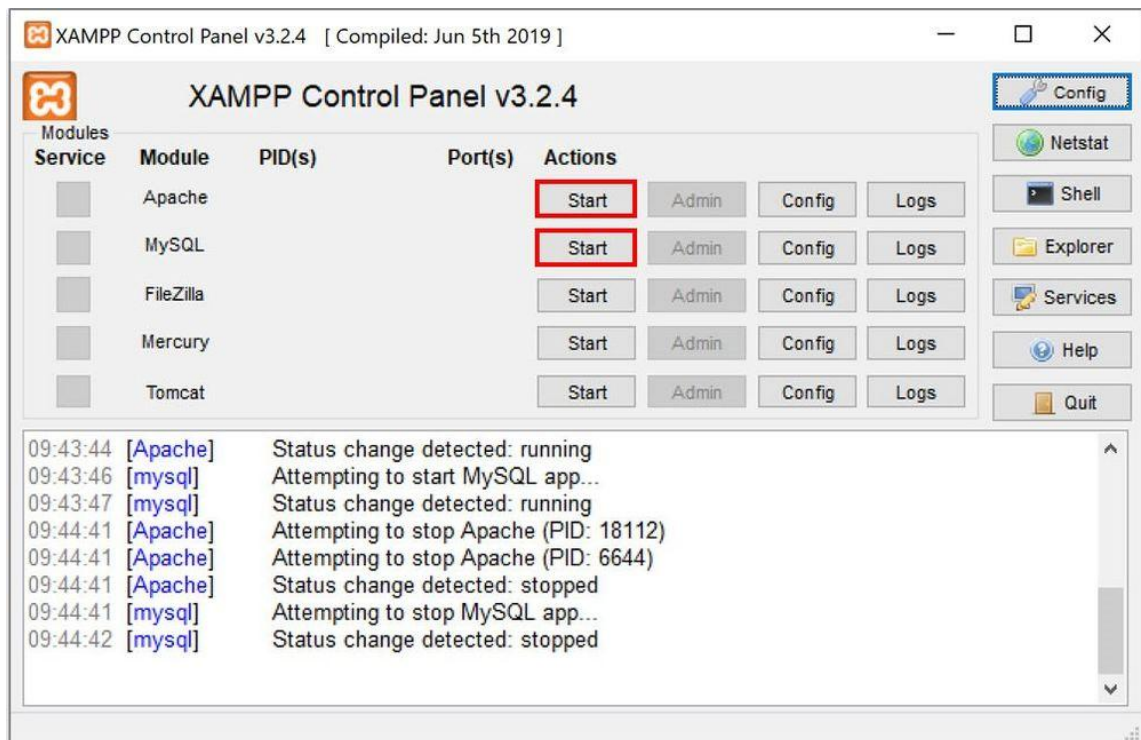 XAMPP Control Panel v3.2.4 [ Compiled: Jun 5th 2019 ]
XAMPP Control Panel v3.2.4
Config
Modules
Service Module PID(s) Port(s) Actions
Netstat
Apache Start Admin Config Logs
Shell
MySQL Start Admin Config Logs
Explorer
FileZilla Start Admin Config Logs
Services
Mercury Start Admin Config Logs
Help
Tomcat Start Admin Config Logs
Quit
09:43:44 [Apache] Status change detected: running
09:43:46 [mysql] Attempting to start MySQL app...
09:43:47 [mysql] Status change detected: running
09:44:41 [Apache] Attempting to stop Apache (PID: 18112)
09:44:41 [Apache] Attempting to stop Apache (PID: 6644)
09:44:41 [Apache] Status change detected: stopped
09:44:41 [mysql] Attempting to stop MySQL app...
09:44:42 [mysql] Status change detected: stopped